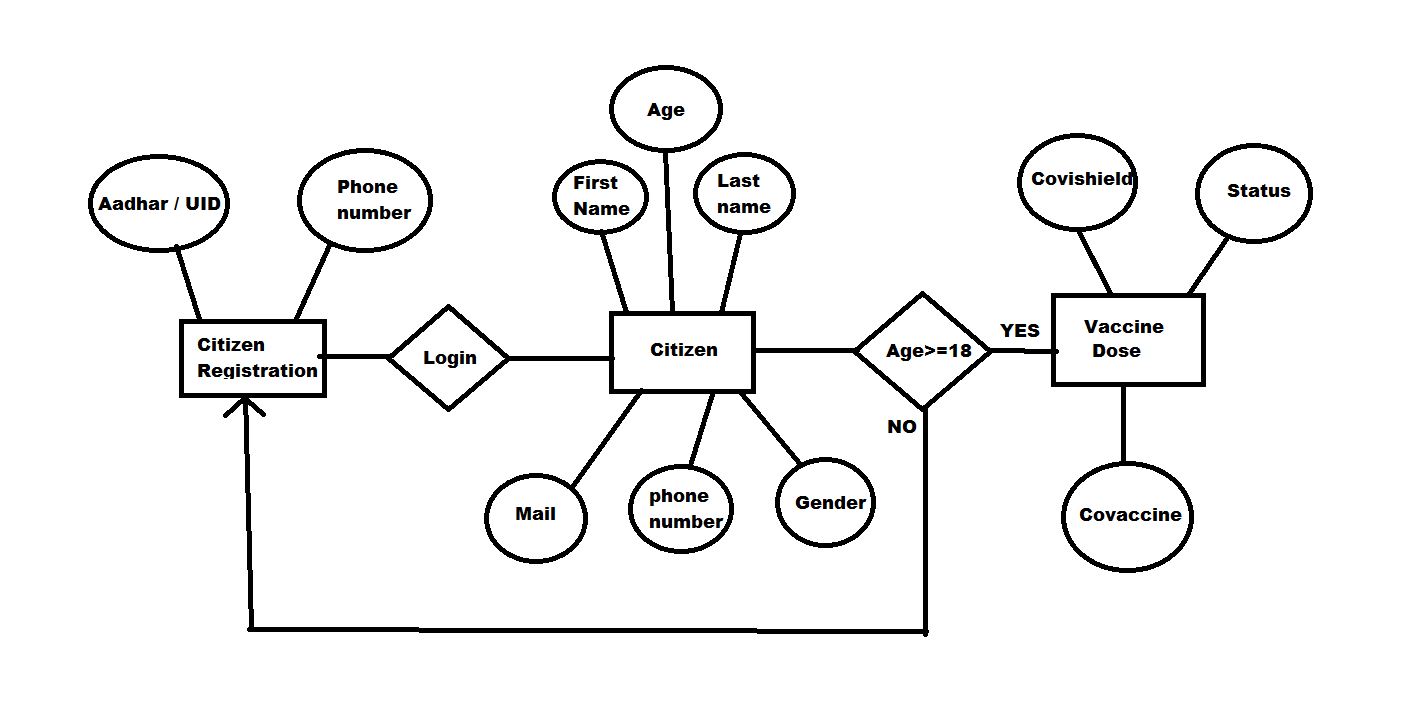 Age
First
Name
Last
name
Aadhar / UID
Phone
number
Covishield
Status
Citizen
Registration
Login
Citizen
Age>=18
YES
Vaccine
Dose
NO
Mail
phone
number
Gender
Covaccine